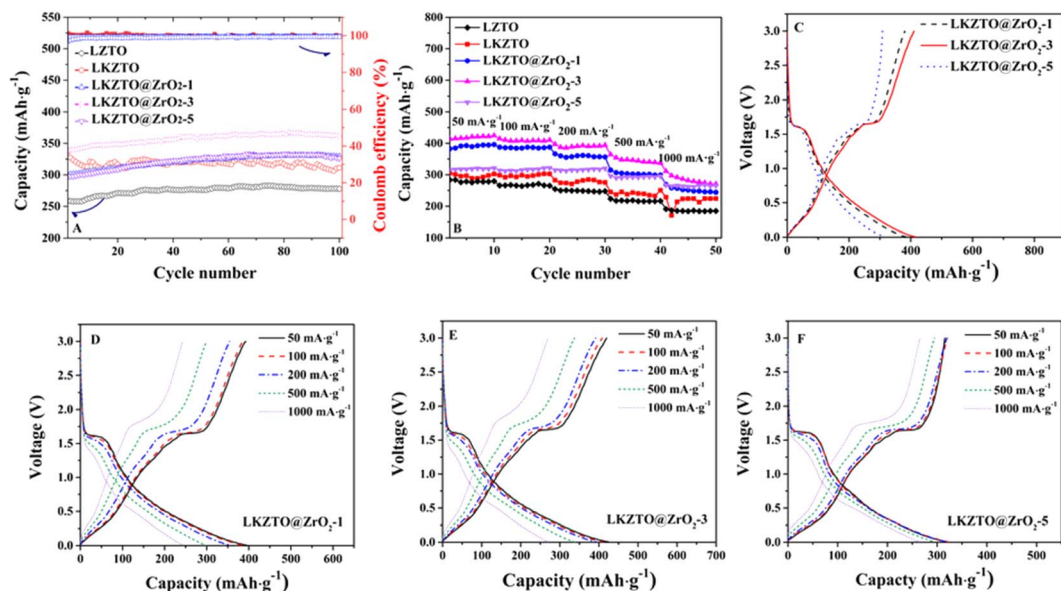 550
500
450
400
350
300
250
200
Capacity (mAh·g⁻¹)
LZTO
LKZTO
LKZTO@ZrO₂-1
LKZTO@ZrO₂-3
LKZTO@ZrO₂-5
A
20 40 60 80 100
Cycle number
100
80
60
40
20
0
Coulomb efficiency (%)
800
700
600
500
400
300
200
100
Capacity (mAh·g⁻¹)
LZTO
LKZTO
LKZTO@ZrO₂-1
LKZTO@ZrO₂-3
LKZTO@ZrO₂-5
50 mA·g⁻¹
100 mA·g⁻¹
200 mA·g⁻¹
500 mA·g⁻¹
1000 mA·g⁻¹
B
10 20 30 40 50
Cycle number
C
3.0
2.5
2.0
1.5
1.0
0.5
0.0
Voltage (V)
LKZTO@ZrO₂-1
LKZTO@ZrO₂-3
LKZTO@ZrO₂-5
0 200 400 600 800
Capacity (mAh·g⁻¹)
D
3.0
2.5
2.0
1.5
1.0
0.5
0.0
Voltage (V)
50 mA·g⁻¹
100 mA·g⁻¹
200 mA·g⁻¹
500 mA·g⁻¹
1000 mA·g⁻¹
LKZTO@ZrO₂-1
0 100 200 300 400 500 600
Capacity (mAh·g⁻¹)
E
3.0
2.5
2.0
1.5
1.0
0.5
0.0
Voltage (V)
50 mA·g⁻¹
100 mA·g⁻¹
200 mA·g⁻¹
500 mA·g⁻¹
1000 mA·g⁻¹
LKZTO@ZrO₂-3
0 100 200 300 400 500 600 700
Capacity (mAh·g⁻¹)
F
3.0
2.5
2.0
1.5
1.0
0.5
0.0
Voltage (V)
50 mA·g⁻¹
100 mA·g⁻¹
200 mA·g⁻¹
500 mA·g⁻¹
1000 mA·g⁻¹
LKZTO@ZrO₂-5
0 100 200 300 400 500
Capacity (mAh·g⁻¹)